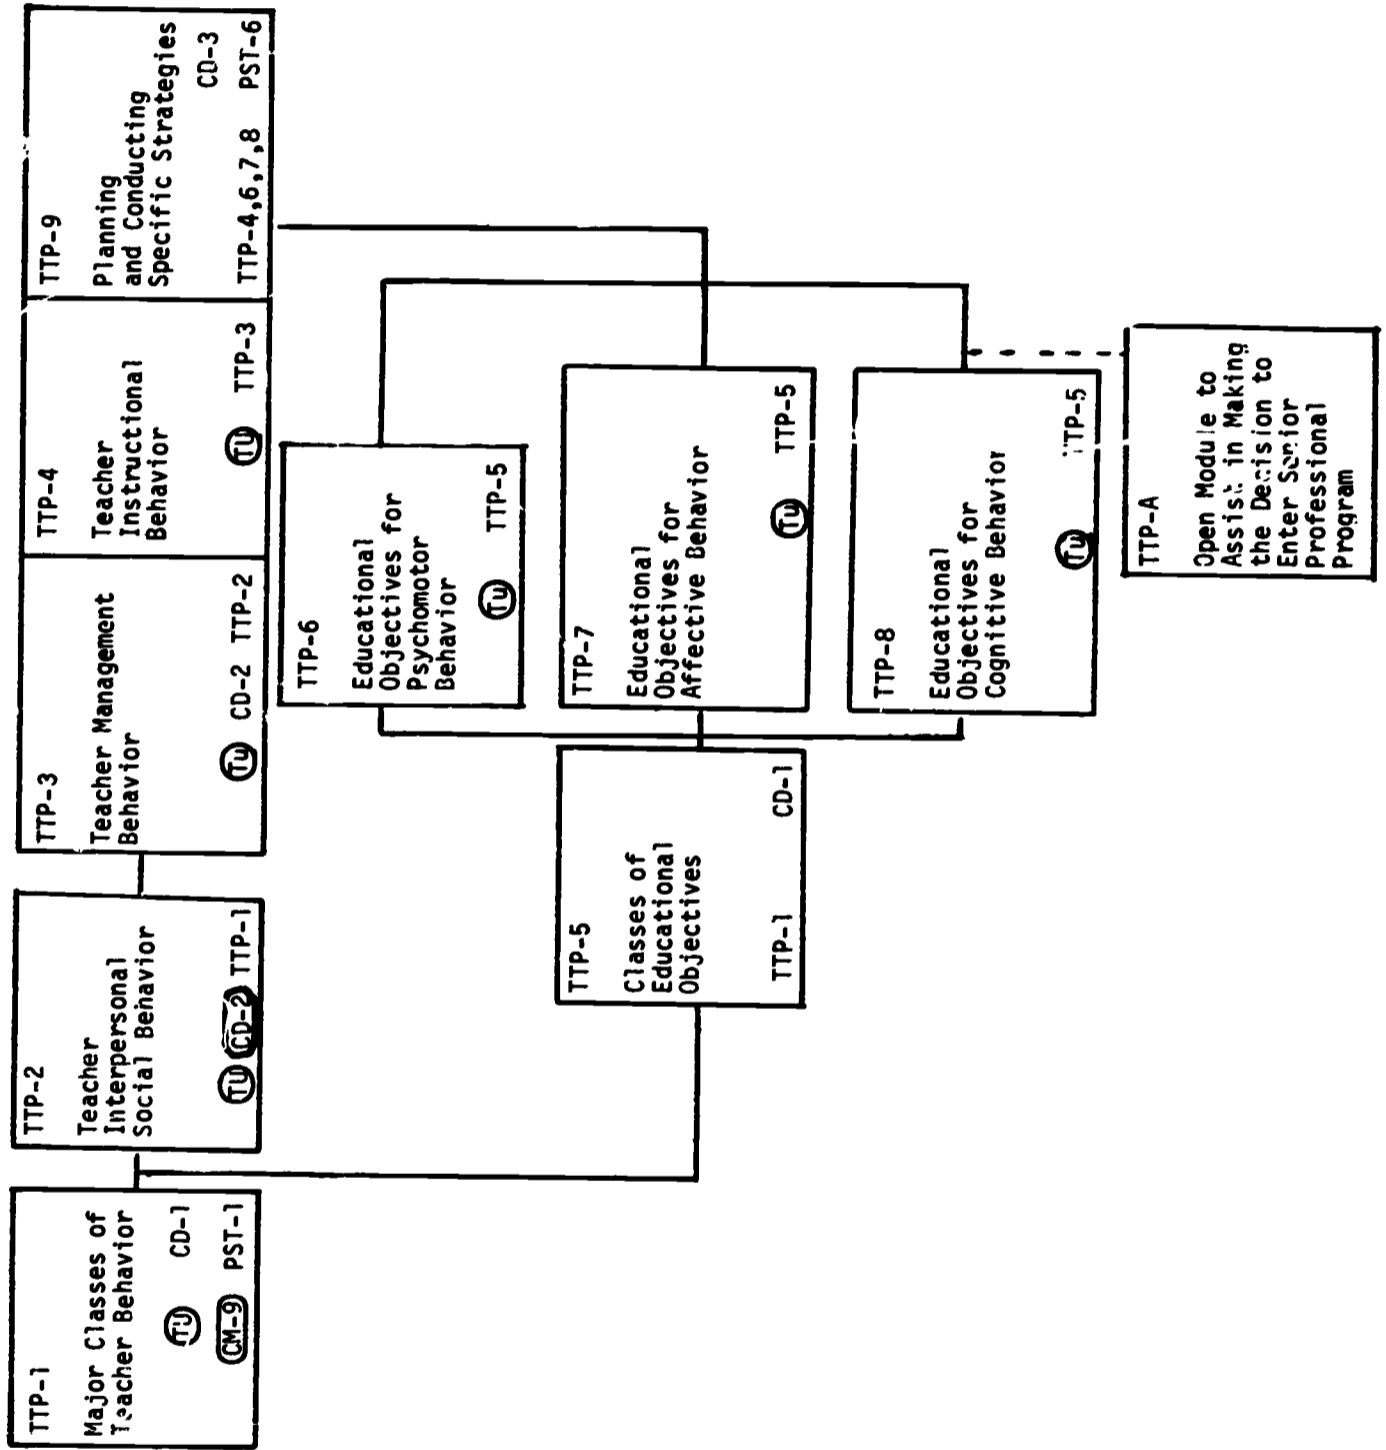 TTP-1
Major Classes of
Teacher Behavior
TU CD-1
CM-9 PST-1
TTP-2
Teacher
Interpersonal
Social Behavior
TU CD-2 TTP-1
TTP-3
Teacher Management
Behavior
Tu CD-2 TTP-2
TTP-4
Teacher
Instructional
Behavior
TU TTP-3
TTP-9
Planning
and Conducting
Specific Strategies
CD-3
TTP-4,6,7,8 PST-6
TTP-5
Classes of
Educational
Objectives
TTP-1 CD-1
TTP-6
Educational
Objectives for
Psychomotor
Behavior
Tu TTP-5
TTP-7
Educational
Objectives for
Affective Behavior
Tu TTP-5
TTP-8
Educational
Objectives for
Cognitive Behavior
Tu TTP-5
TTP-A
Open Module to
Assist in Making
the Decision to
Enter Senior
Professional
Program